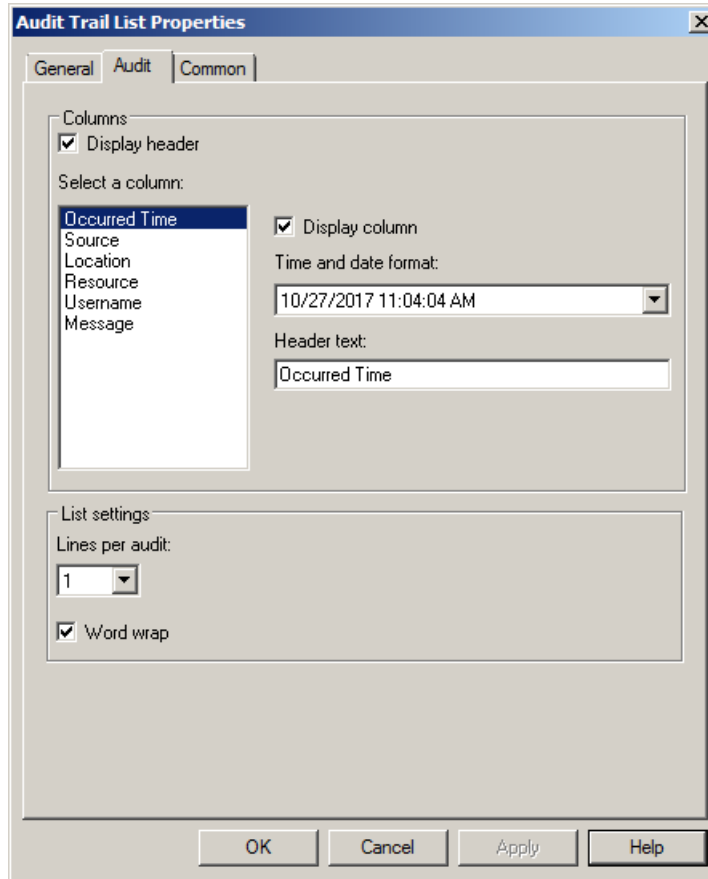 Audit Trail List Properties
General Audit Common
Columns
Display header
Select a column:
Occurred Time
Source
Location
Resource
Username
Message
Display column
Time and date format:
10/27/2017 11:04:04 AM
Header text:
Occurred Time
List settings
Lines per audit:
1
Word wrap
OK Cancel Apply Help